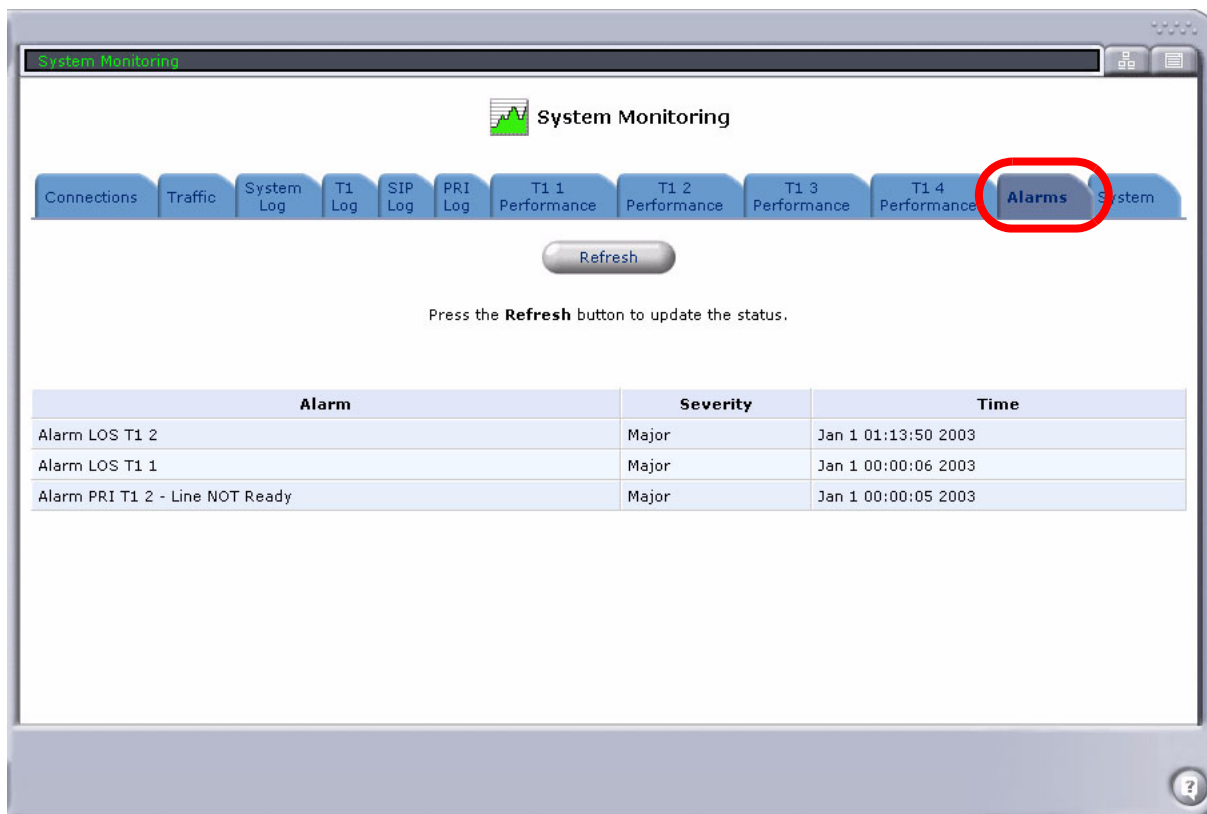 System Monitoring
System Monitoring
Connections
Traffic
System
Log
T1
Log
SIP
Log
PRI
Log
T1 1
Performance
T1 2
Performance
T1 3
Performance
T1 4
Performance
Alarms
System
Refresh
Press the Refresh button to update the status.
Alarm Severity Time
Alarm LOS T1 2 Major Jan 1 01:13:50 2003
Alarm LOS T1 1 Major Jan 1 00:00:06 2003
Alarm PRI T1 2 - Line NOT Ready Major Jan 1 00:00:05 2003
?